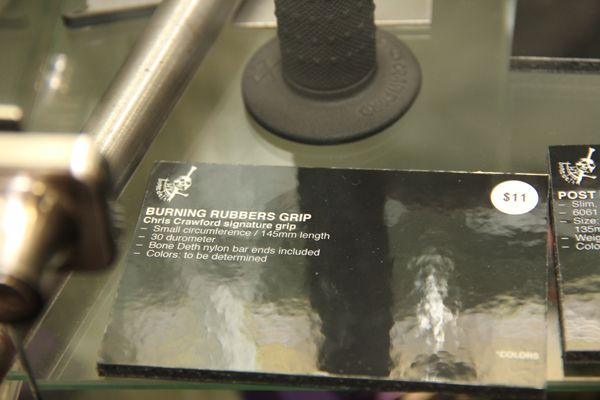 BURNING RUBBERS GRIP
Chris Crawford signature grip
- Small circumference / 145mm length
- 30 durometer
- Bone Deth nylon bar ends included
- Colors: to be determined
$11
*COLORS
POST
- Slim,
- 6061
- Size:
135m
- Weig
- Colo